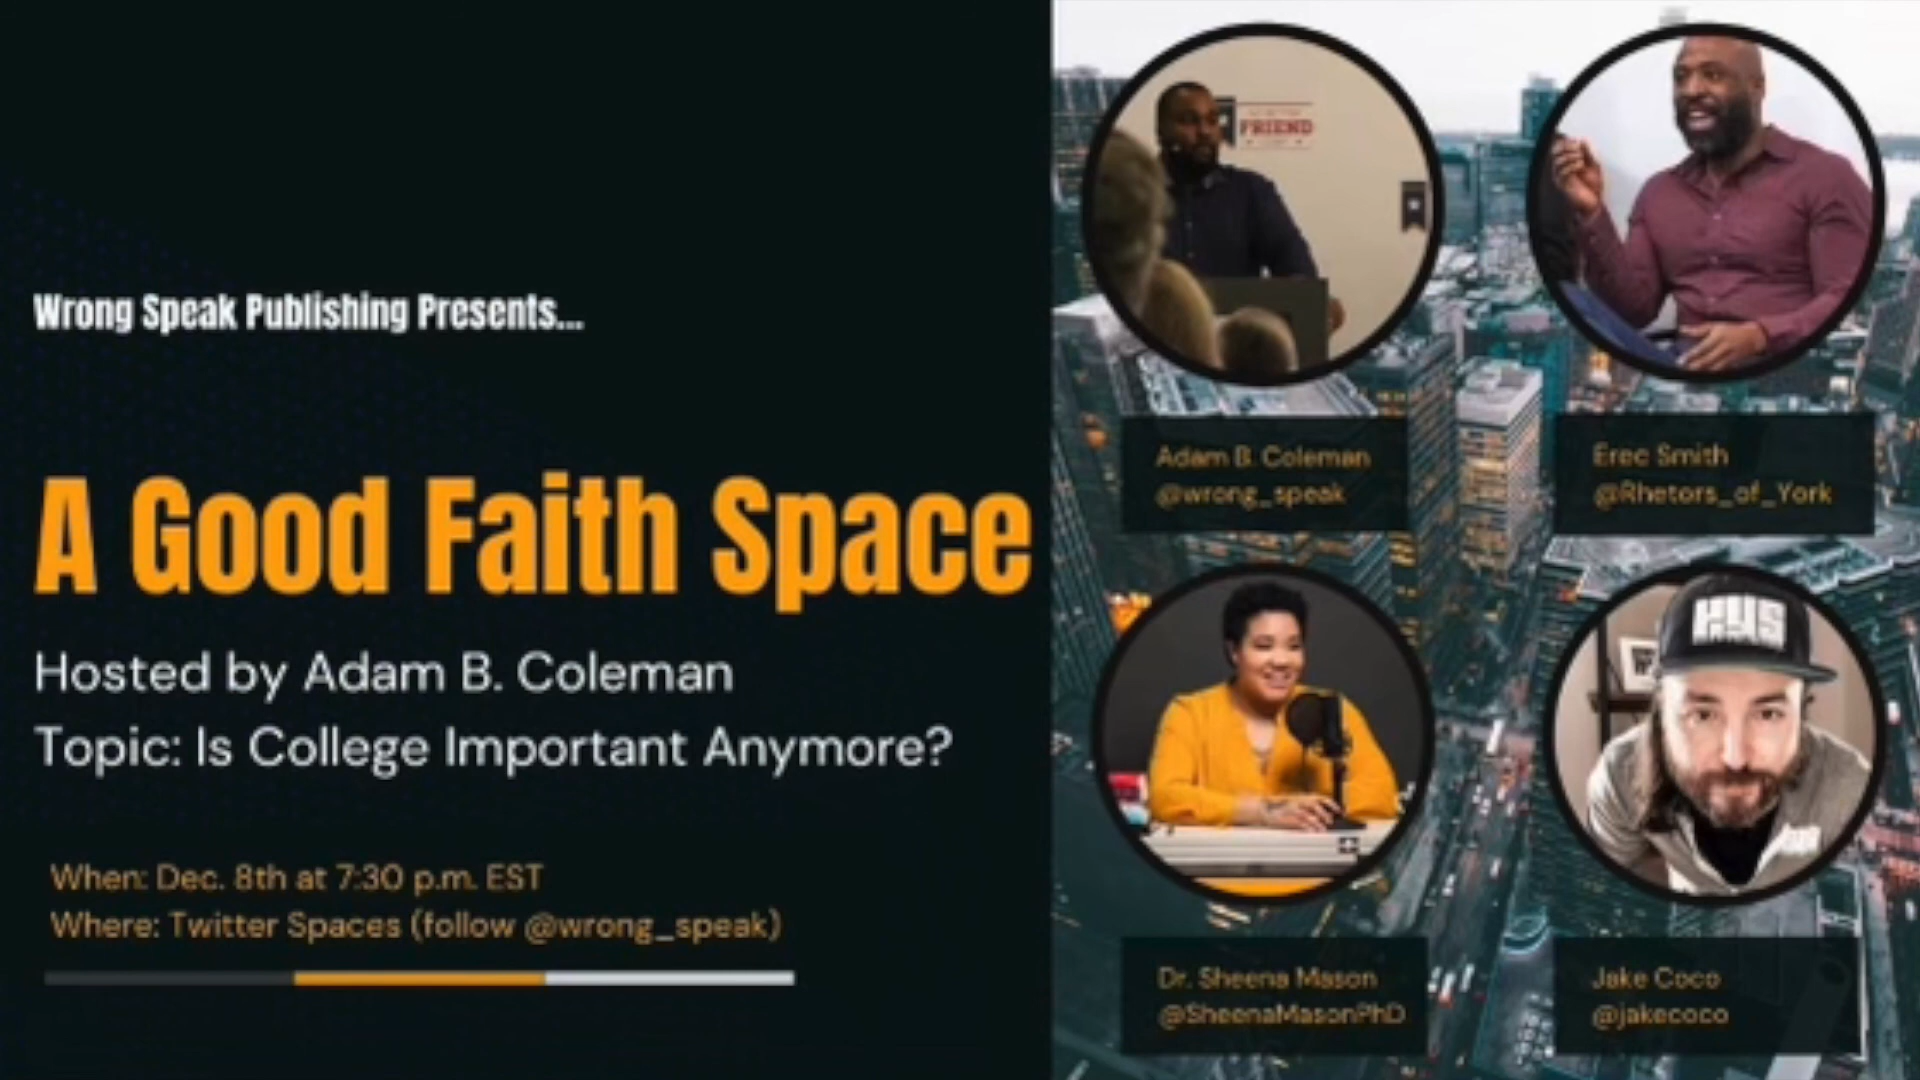 Wrong Speak Publishing Presents...
A Good Faith Space
Hosted by Adam B. Coleman
Topic: Is College Important Anymore?
When: Dec. 8th at 7:30 p.m. EST
Where: Twitter Spaces (follow @wrong_speak)
FRIEND
Adam B. Coleman
@wrong_speak
Erec Smith
@Rhetors_of_York
Dr. Sheena Mason
@SheenaMasonPhD
Jake Coco
@jakecoco